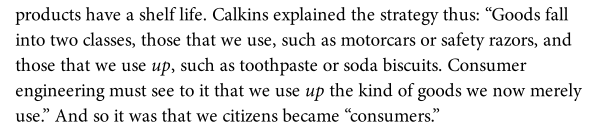 products have a shelf life. Calkins explained the strategy thus: “Goods fall
into two classes, those that we use, such as motorcars or safety razors, and
those that we use up, such as toothpaste or soda biscuits. Consumer
engineering must see to it that we use up the kind of goods we now merely
use.” And so it was that we citizens became “consumers.”